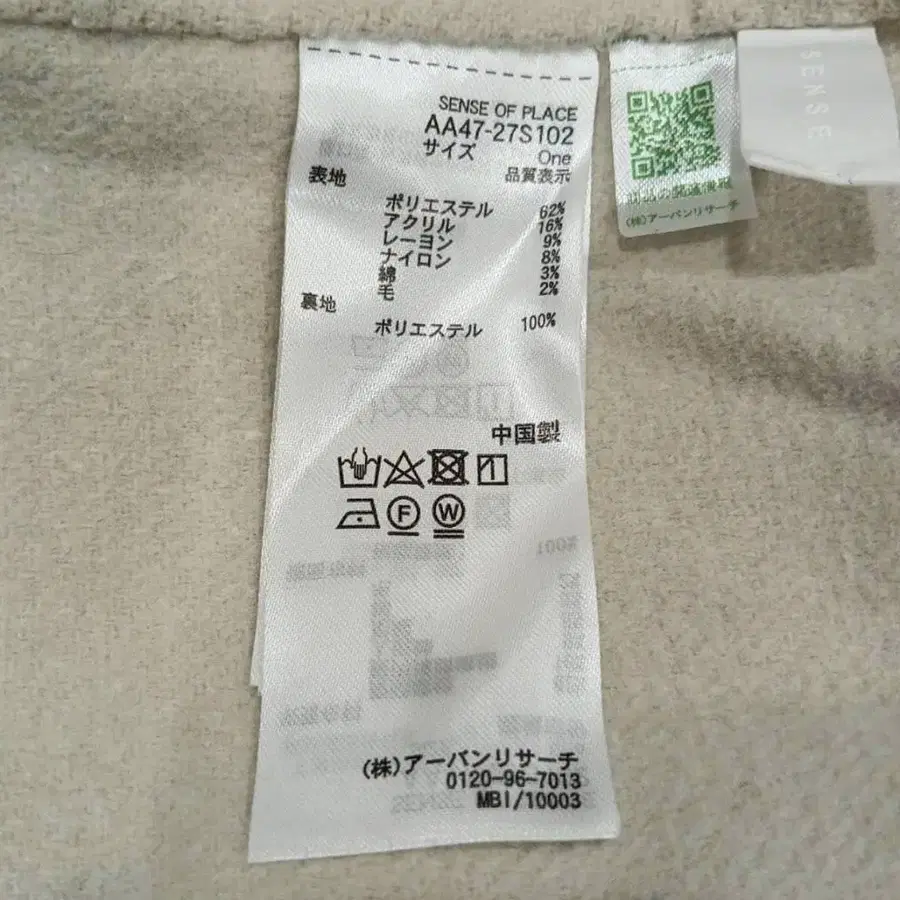 SENSE OF PLACE
AA47-27S102
サイズ One
表地 品質表示
ポリエステル 62%
アクリル 16%
レーヨン 9%
ナイロン 8%
綿 3%
毛 2%
裏地
ポリエステル 100%
中国製
F W
(株)アーバンリサーチ
0120-96-7013
MBI/10003
(株)アーバンリサーチ
SENSE